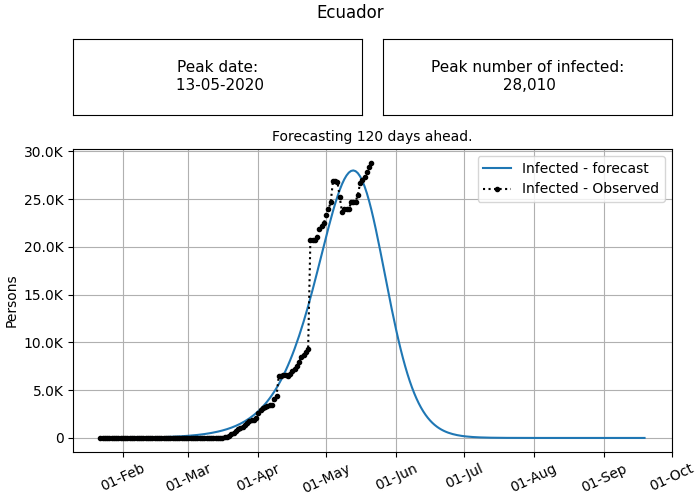 Ecuador
Peak date:
13-05-2020
Peak number of infected:
28,010
Forecasting 120 days ahead.
30.0K
25.0K
20.0K
15.0K
10.0K
5.0K
0
Persons
Infected - forecast
Infected - Observed
01-Feb
01-Mar
01-Apr
01-May
01-Jun
01-Jul
01-Aug
01-Sep
01-Oct